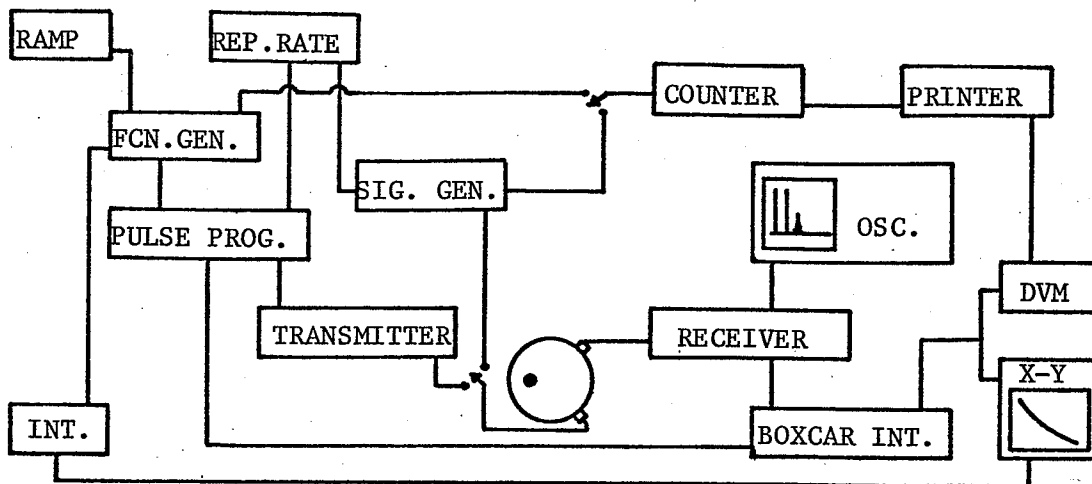 RAMP
REP.RATE
COUNTER
PRINTER
FCN.GEN.
SIG. GEN.
OSC.
PULSE PROG.
DVM
TRANSMITTER
RECEIVER
X-Y
INT.
BOXCAR INT.